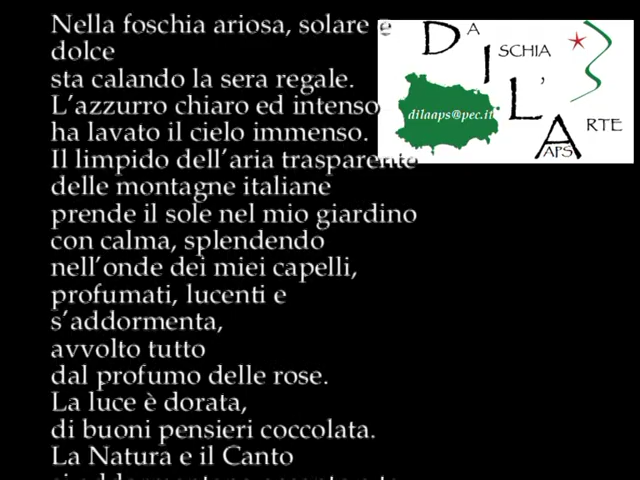 Nella foschia ariosa, solare e
dolce
sta calando la sera regale.
L'azzurro chiaro ed intenso
ha lavato il cielo immenso.
Il limpido dell'aria trasparente
delle montagne italiane
prende il sole nel mio giardino
con calma, splendendo
nell'onde dei miei capelli,
profumati, lucenti e
s'addormenta,
avvolto tutto
dal profumo delle rose.
La luce è dorata,
di buoni pensieri coccolata.
La Natura e il Canto
DA
ISCHIA
L'
ARTE
APS
dilaaps@pec.it